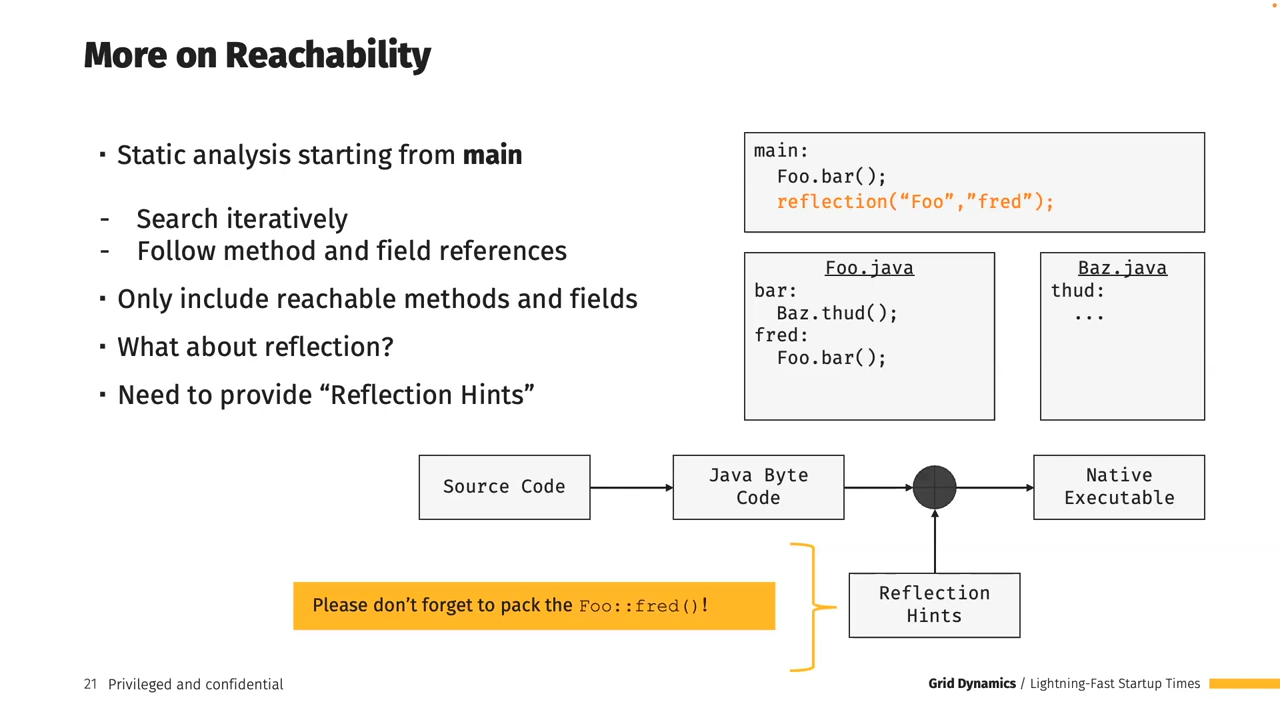 More on Reachability
▪ Static analysis starting from main
- Search iteratively
- Follow method and field references
▪ Only include reachable methods and fields
▪ What about reflection?
▪ Need to provide “Reflection Hints”
main:
Foo.bar();
reflection(“Foo”,”fred”);
Foo.java
bar:
Baz.thud();
fred:
Foo.bar();
Baz.java
thud:
...
Source Code
Java Byte
Code
Native
Executable
Reflection
Hints
Please don’t forget to pack the Foo::fred()!
21 Privileged and confidential
Grid Dynamics / Lightning-Fast Startup Times